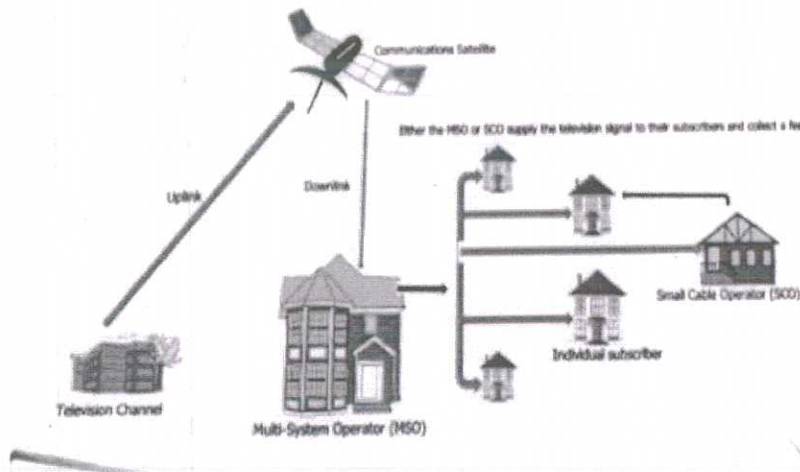 Communications Satellite
Either the MSO or SCO supply the television signal to their subscribers and collect a fee
Uplink
Downlink
Small Cable Operator (SCO)
Individual subscriber
Television Channel
Multi-System Operator (MSO)